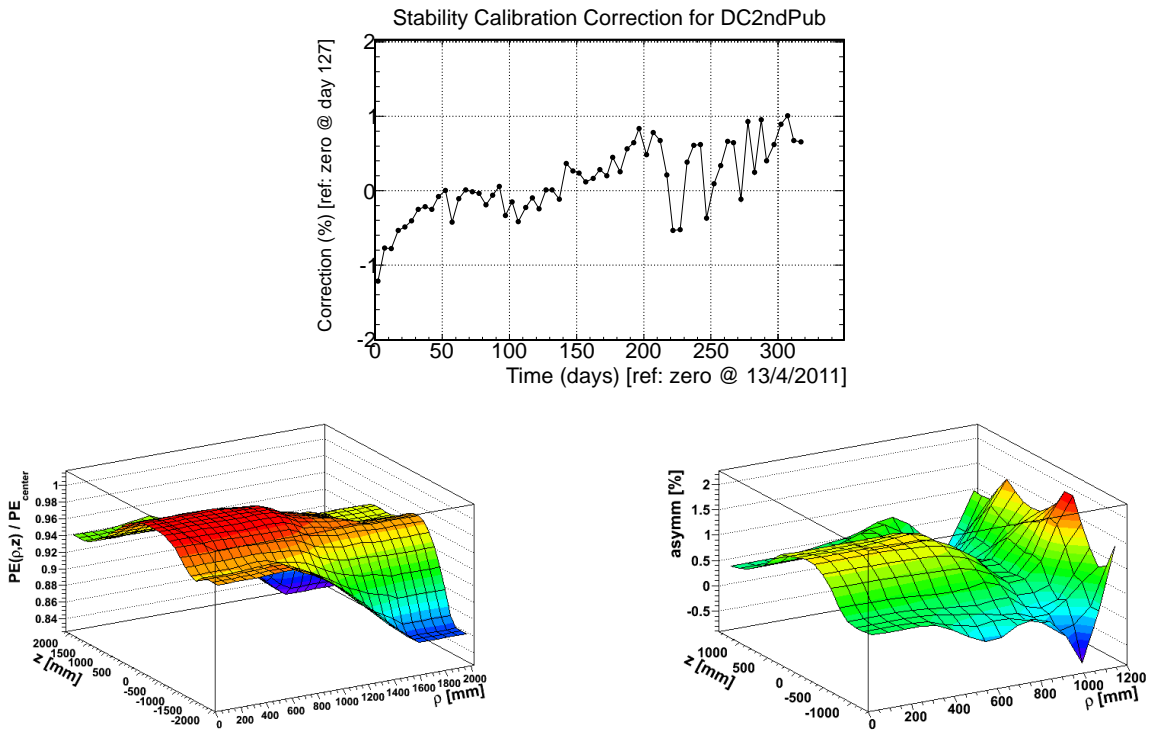 Stability Calibration Correction for DC2ndPub
Correction (%) [ref: zero @ day 127]
2
1
0
-1
-2
0 50 100 150 200 250 300
Time (days) [ref: zero @ 13/4/2011]
PE(ρ,z) / PE center
1
0.98
0.96
0.94
0.92
0.9
0.88
0.86
0.84
2000
1500
1000
500
0
-500
-1000
-1500
-2000
z [mm]
0 200 400 600 800 1000 1200 1400 1600 1800 2000
ρ [mm]
asymm [%]
2
1.5
1
0.5
0
-0.5
1000
500
0
-500
-1000
z [mm]
0 200 400 600 800 1000 1200
ρ [mm]